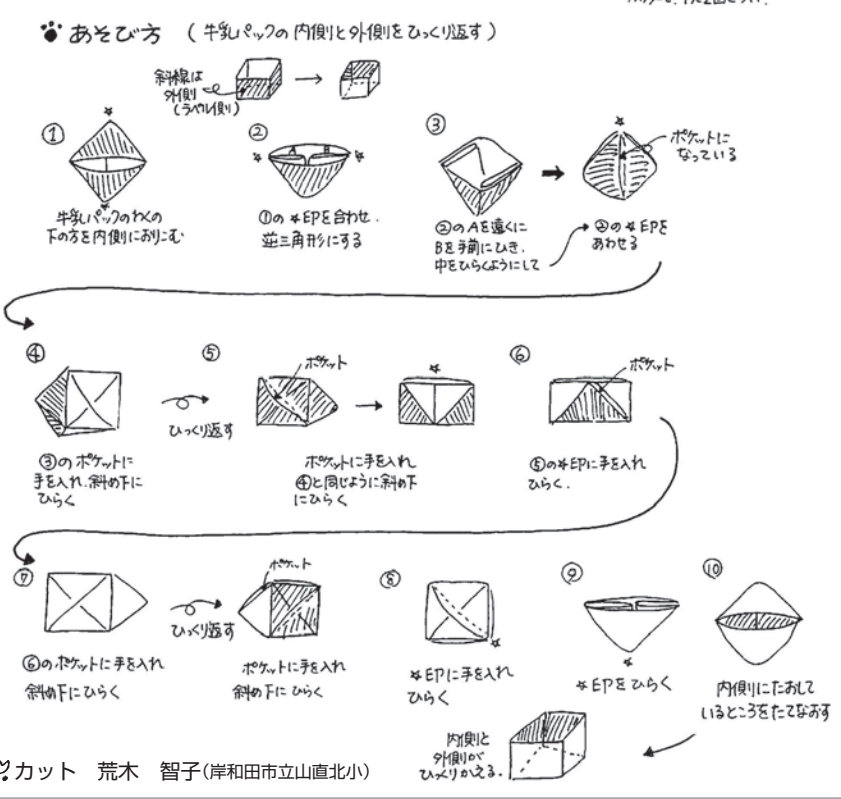 あそび方 (牛乳パックの内側と外側をひっくり返す)
斜線は
外側
(ラベル側)
①
牛乳パックのわくの
下の方を内側におりこむ
②
A
B
①の☆印を合わせ.
逆三角形にする
③
②のAを遠くに
Bを手前にひき.
中をひらくようにして
ポケットに
なっている
②の☆印を
あわせる
④
③のポケットに
手を入れ.斜め下に
ひらく
ひっくり返す
⑤
ポケット
ポケットに手を入れ
④と同じように斜め下
にひらく
⑥
ポケット
⑤の☆印に手を入れ
ひらく.
⑦
⑥のポケットに手を入れ
斜め下にひらく
ひっくり返す
ポケット
ポケットに手を入れ
斜め下にひらく
⑧
☆印に手を入れ
ひらく
⑨
☆印をひらく
⑩
内側にたおして
いるところをたてなおす
内側と
外側が
ひっくりかえる.
カット 荒木 智子(岸和田市立山直北小)